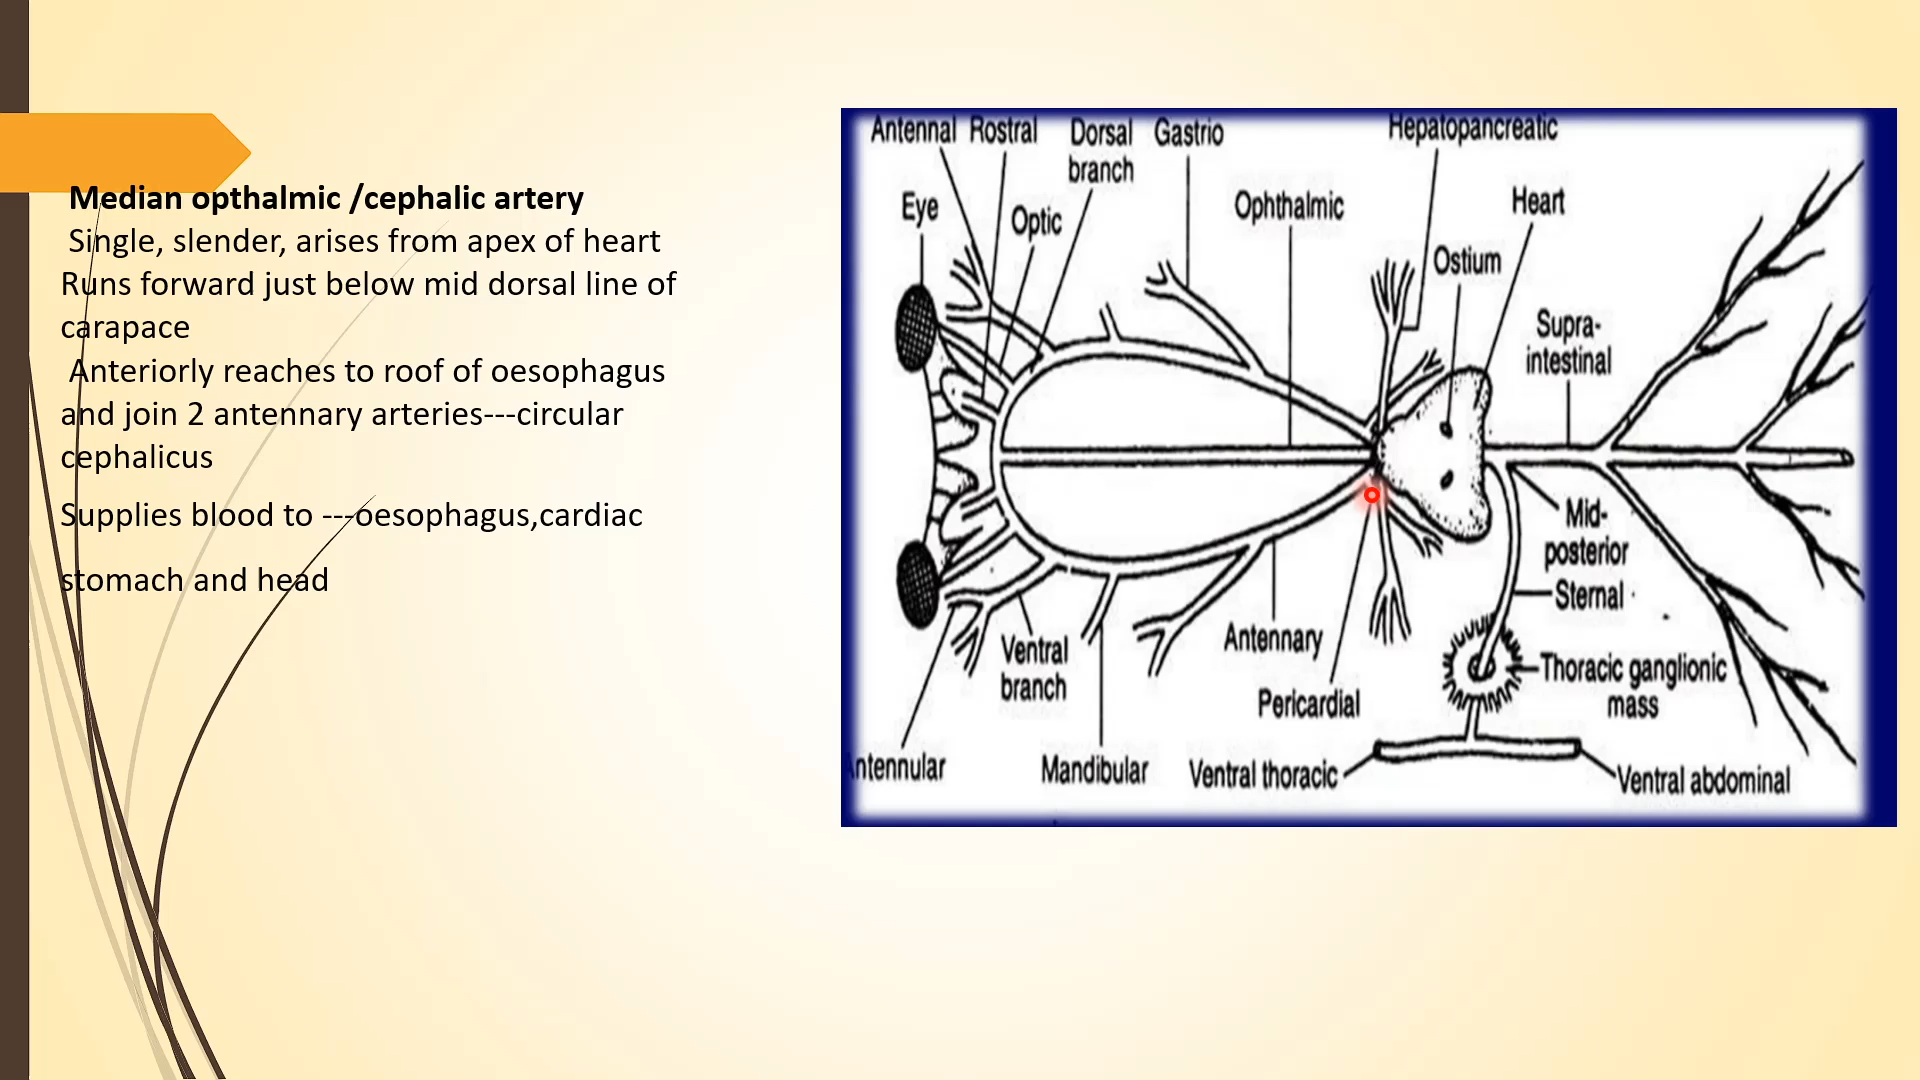 Median opthalmic /cephalic artery
Single, slender, arises from apex of heart
Runs forward just below mid dorsal line of
carapace
Anteriorly reaches to roof of oesophagus
and join 2 antennary arteries---circular
cephalicus
Supplies blood to ---oesophagus,cardiac
stomach and head
Antennal
Rostral
Dorsal
branch
Gastrio
Hepatopancreatic
Eye
Optic
Ophthalmic
Heart
Ostium
Supra-
intestinal
Mid-
posterior
Sternal
Ventral
branch
Antennary
Pericardial
Thoracic ganglionic
mass
ntennular
Mandibular
Ventral thoracic
Ventral abdominal